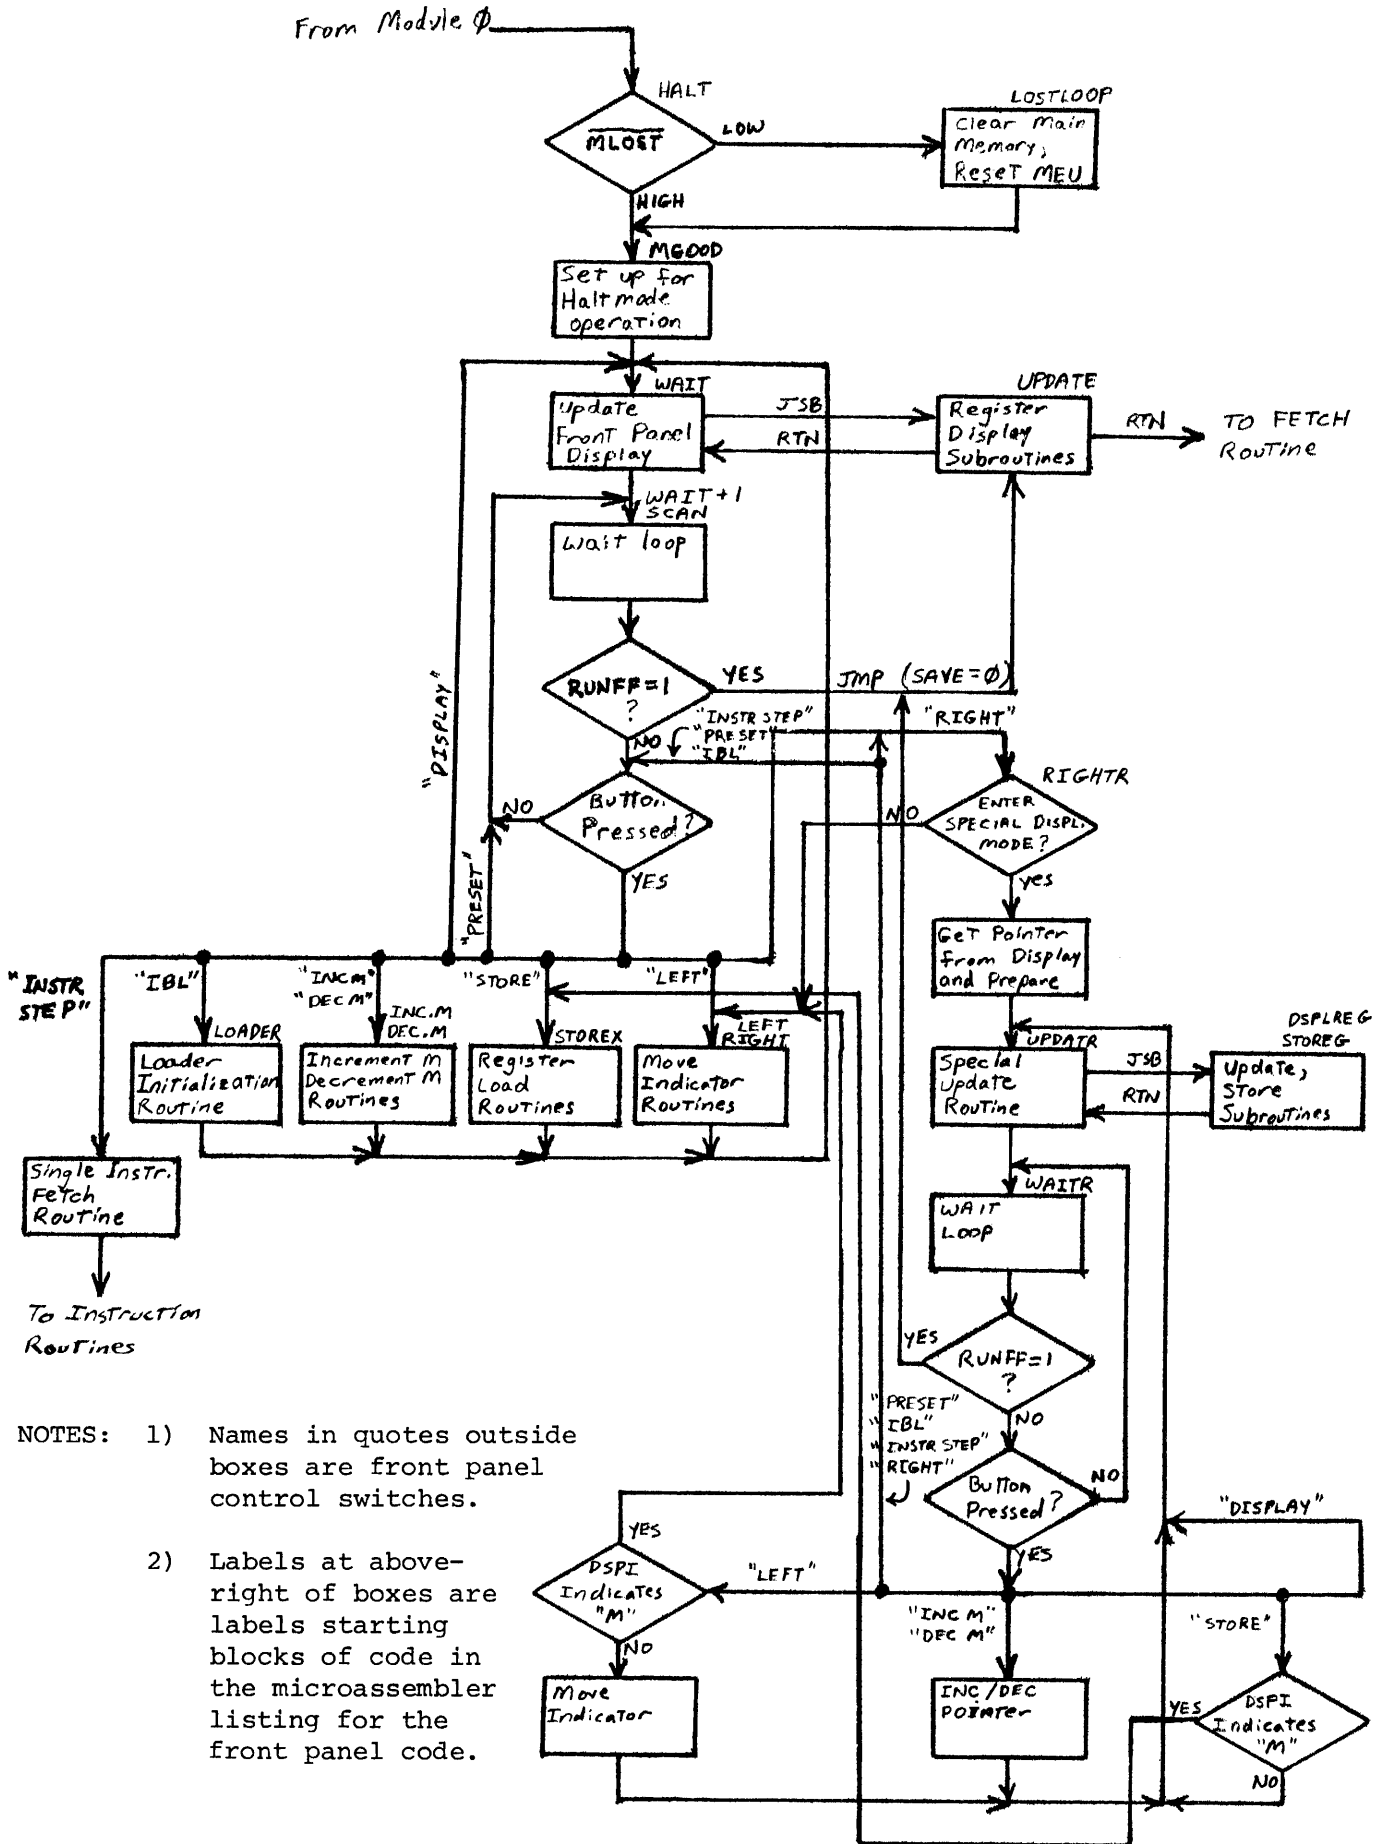 From Module Ø
HALT
MLOST
LOW
LOSTLOOP
Clear Main
Memory,
Reset MEU
HIGH
MGOOD
Set up for
Halt mode
operation
WAIT
Update
Front Panel
Display
JSB
RTN
UPDATE
Register
Display
Subroutines
RTN
TO FETCH
Routine
WAIT+1
SCAN
Wait loop
RUNFF=1
?
YES
JMP (SAVE=Ø)
NO
"INSTR STEP"
"PRESET"
"IBL"
"RIGHT"
"DISPLAY"
Button
Pressed?
NO
YES
"PRESET"
RIGHTR
ENTER
SPECIAL DISPL.
MODE?
NO
yes
Get Pointer
from Display
and Prepare
"INSTR
STEP"
"IBL"
"INCM"
"DEC M"
"STORE"
"LEFT"
LOADER
INC.M
DEC.M
STOREX
LEFT
RIGHT
Loader
Initialization
Routine
Increment M
Decrement M
Routines
Register
Load
Routines
Move
Indicator
Routines
UPDATR
Special
Update
Routine
JSB
RTN
DSPLREG
STOREG
Update,
Store
Subroutines
Single Instr.
Fetch
Routine
To Instruction
Routines
WAITR
WAIT
LOOP
RUNFF=1
?
YES
NO
"PRESET"
"IBL"
"INSTR STEP"
"RIGHT"
Button
Pressed?
NO
YES
"DISPLAY"
"LEFT"
"INC M"
"DEC M"
"STORE"
YES
DSPI
Indicates
"M"
NO
Move
Indicator
INC/DEC
POINTER
YES
DSPI
Indicates
"M"
NO
NOTES: 1) Names in quotes outside
boxes are front panel
control switches.
2) Labels at above-
right of boxes are
labels starting
blocks of code in
the microassembler
listing for the
front panel code.